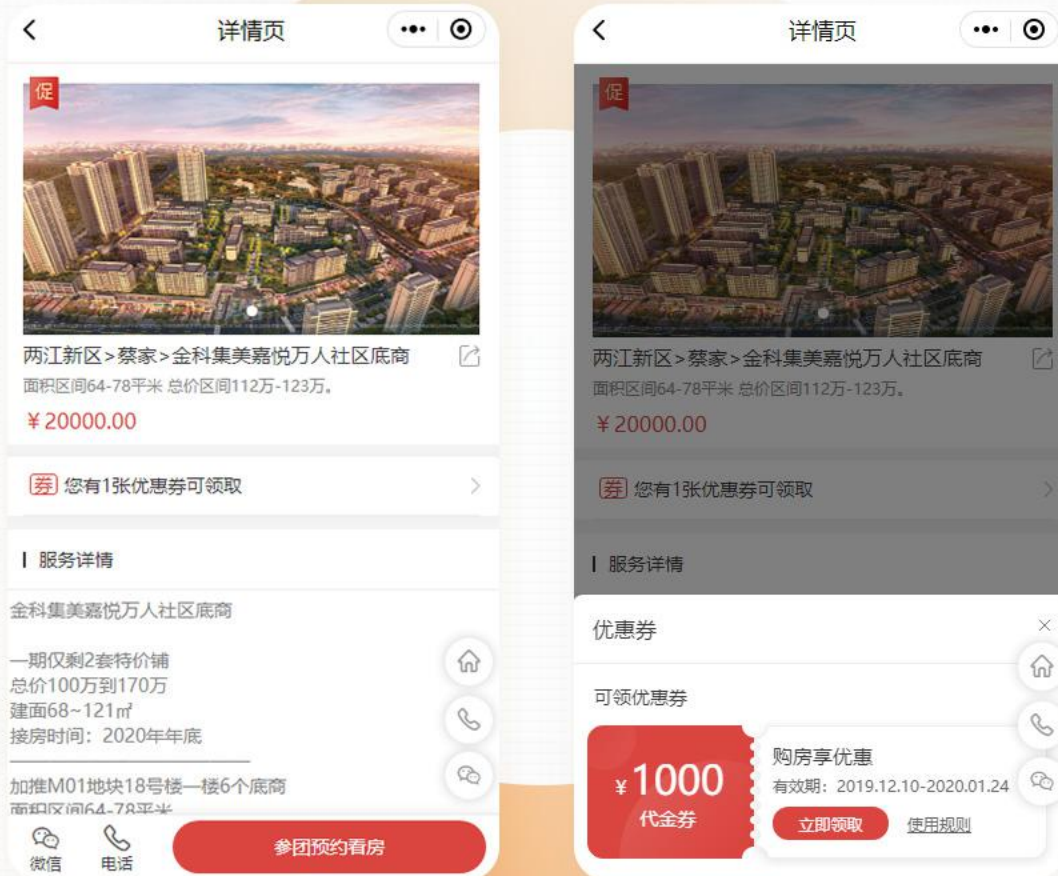 详情页
促
两江新区>蔡家>金科集美嘉悦万人社区底商
面积区间64-78平米 总价区间112万-123万。
¥20000.00
券 您有1张优惠券可领取
服务详情
金科集美嘉悦万人社区底商
一期仅剩2套特价铺
总价100万到170万
建面68~121㎡
接房时间：2020年年底
加推M01地块18号楼一楼6个底商
面积区间64-78平米
微信
电话
参团预约看房
详情页
促
两江新区>蔡家>金科集美嘉悦万人社区底商
面积区间64-78平米 总价区间112万-123万。
¥20000.00
券 您有1张优惠券可领取
服务详情
优惠券
可领优惠券
¥1000
代金券
购房享优惠
有效期：2019.12.10-2020.01.24
立即领取 使用规则